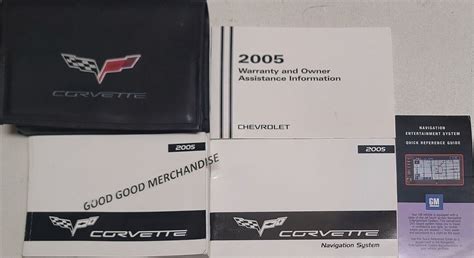 CORVETTE
2005
Warranty and Owner
Assistance Information
CHEVROLET
2005
GOOD GOOD MERCHANDISE
CORVETTE
2005
CORVETTE
Navigation System
NAVIGATION
ENTERTAINMENT SYSTEM
QUICK REFERENCE GUIDE
GM